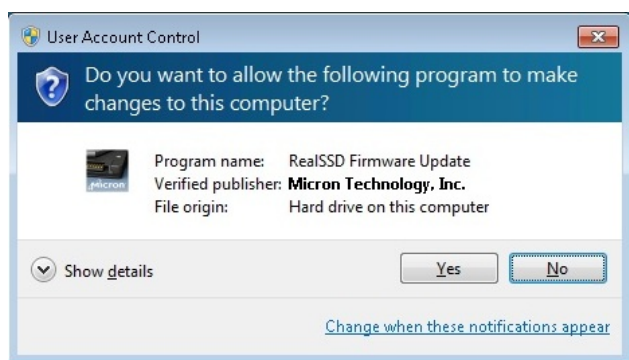 User Account Control
Do you want to allow the following program to make
changes to this computer?
Micron
Program name: RealSSD Firmware Update
Verified publisher: Micron Technology, Inc.
File origin: Hard drive on this computer
Show details
Yes
No
Change when these notifications appear